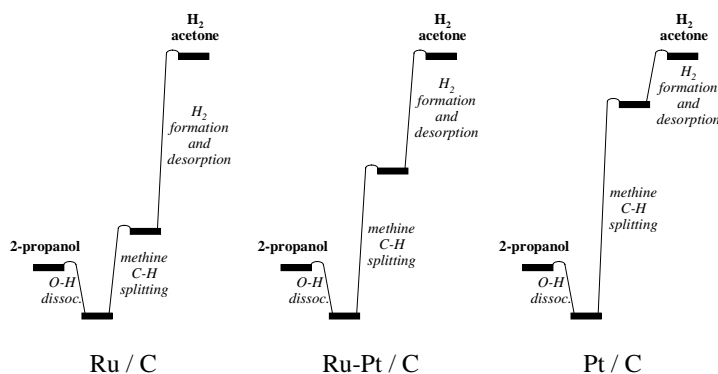 H2
acetone
H2
formation
and
desorption
2-propanol
O-H
dissoc.
methine
C-H
splitting
Ru / C
H2
acetone
H2
formation
and
desorption
2-propanol
O-H
dissoc.
methine
C-H
splitting
Ru-Pt / C
H2
acetone
H2
formation
and
desorption
methine
C-H
splitting
2-propanol
O-H
dissoc.
Pt / C